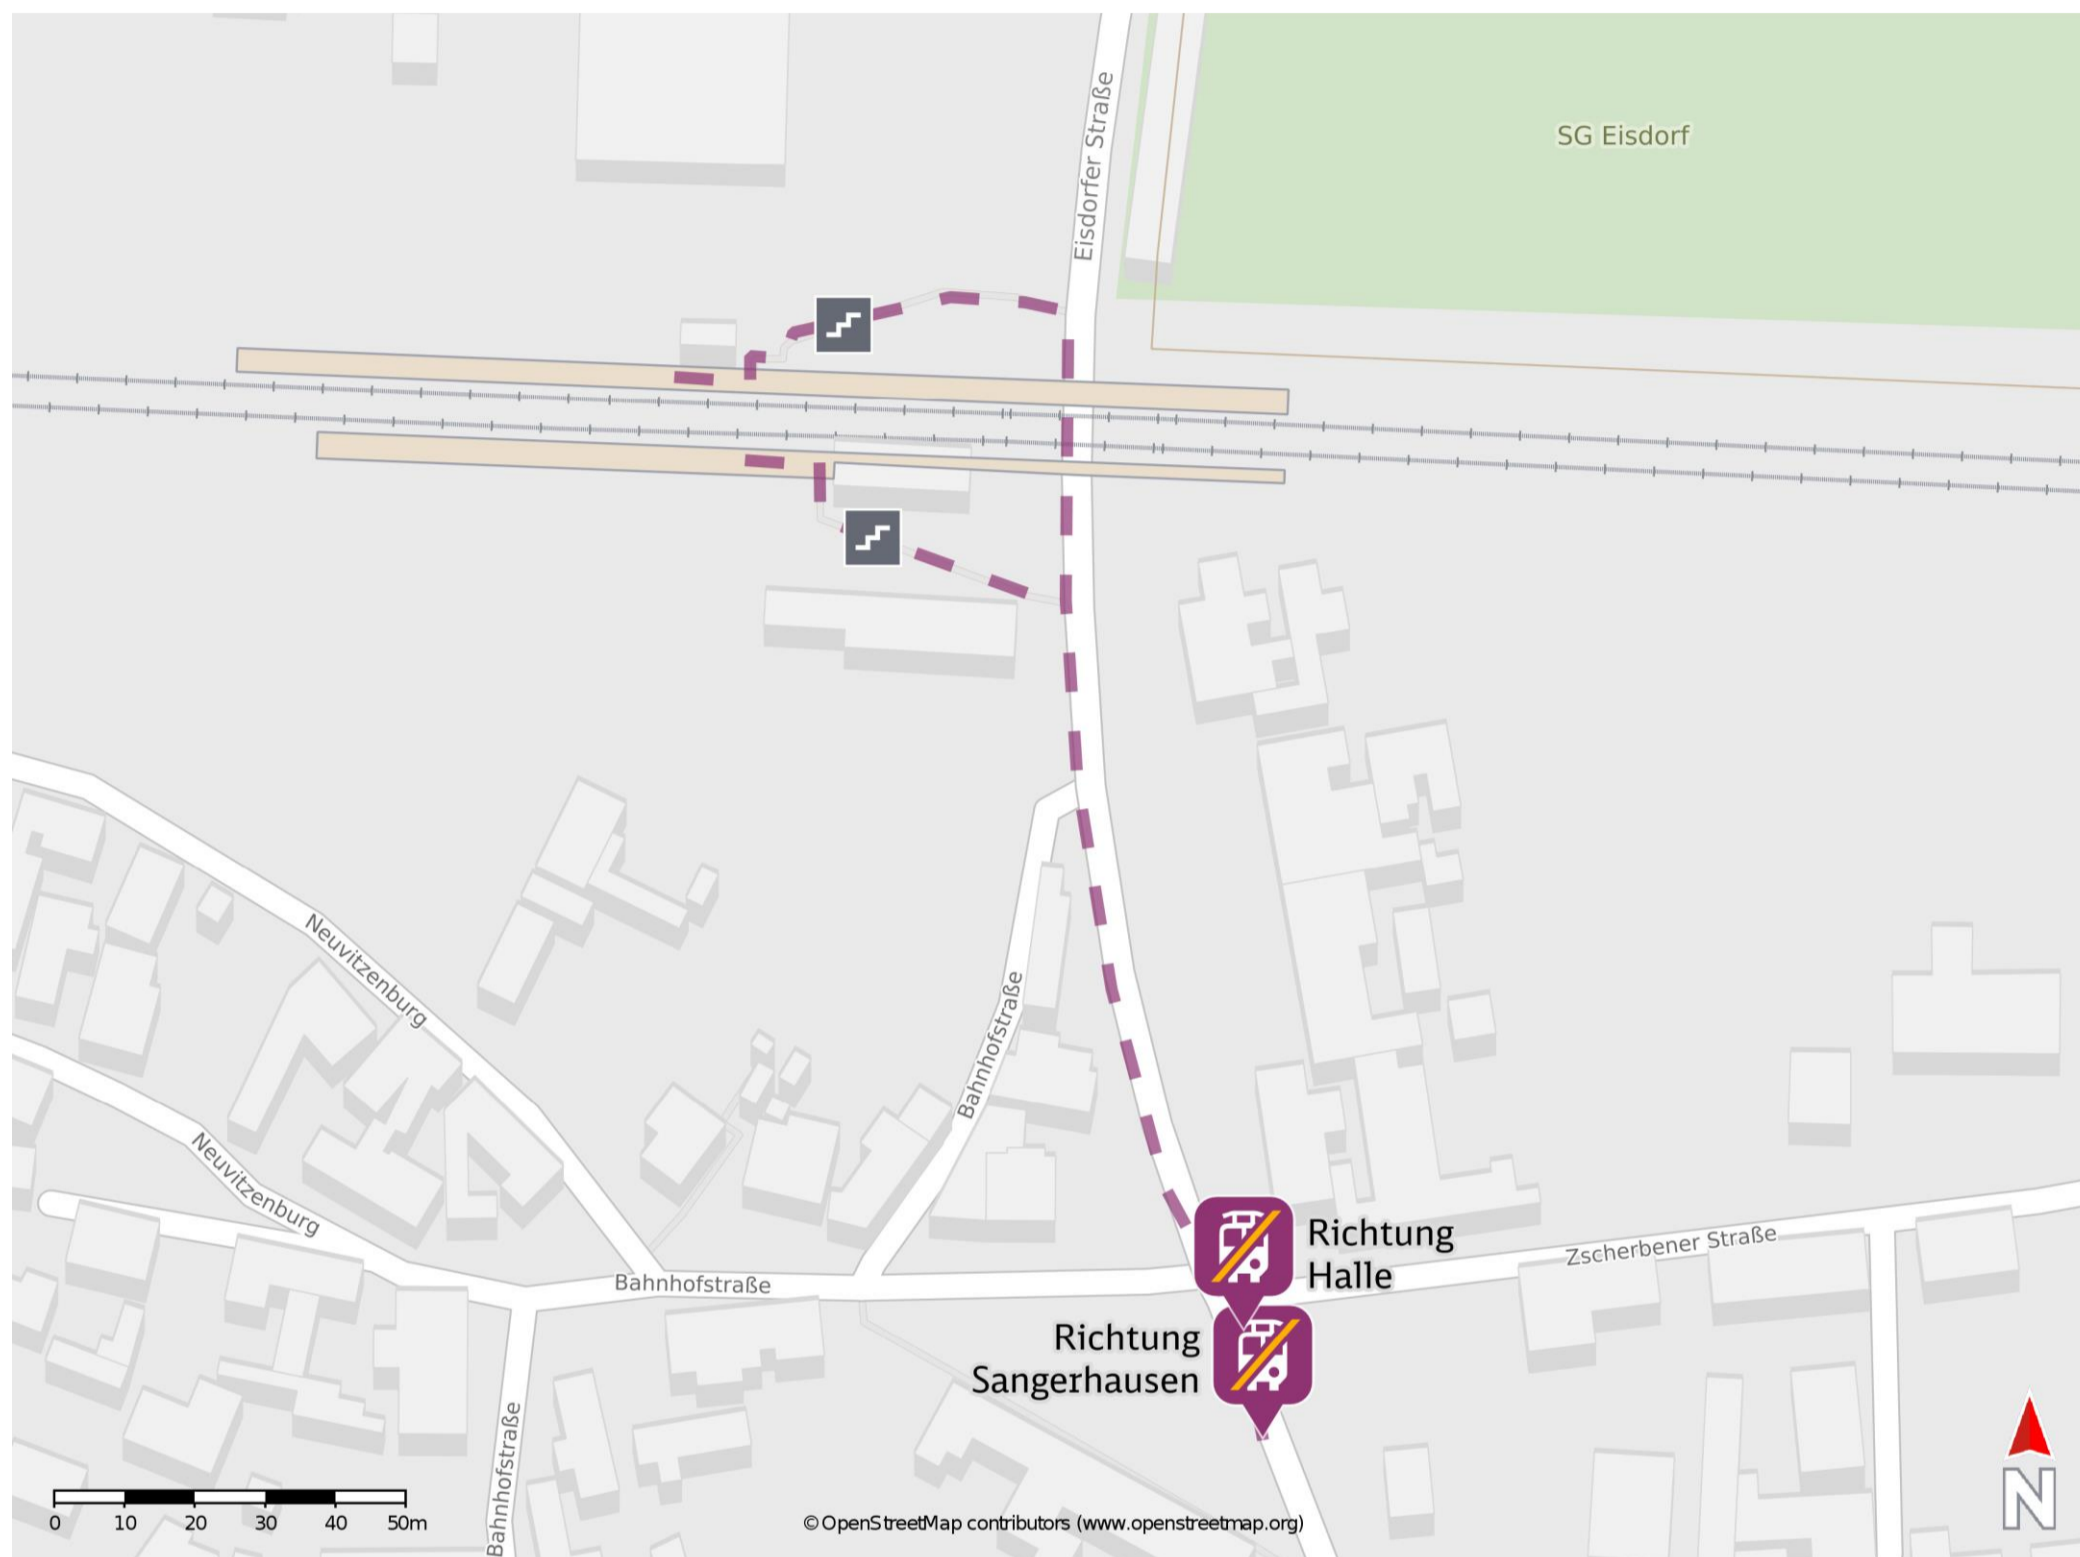 SG Eisdorf
Eisdorfer Straße
Neuvitzenburg
Bahnhofstraße
Neuvitzenburg
Richtung
Halle
Zscherbener Straße
Bahnhofstraße
Richtung
Sangerhausen
Bahnhofstraße
0 10 20 30 40 50m
© OpenStreetMap contributors (www.openstreetmap.org)
N